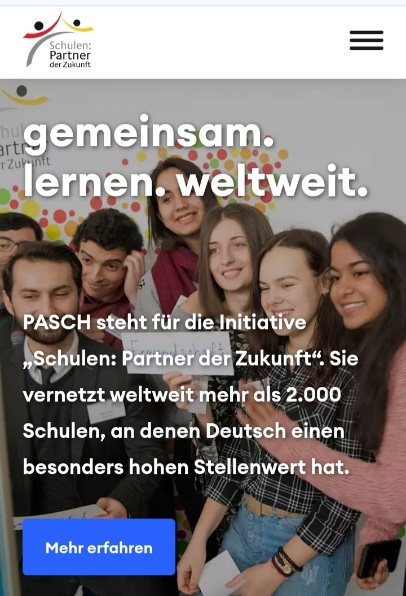 Schulen:
Partner
der Zukunft
gemeinsam.
lernen. weltweit.
PASCH steht für die Initiative
„Schulen: Partner der Zukunft“. Sie
vernetzt weltweit mehr als 2.000
Schulen, an denen Deutsch einen
besonders hohen Stellenwert hat.
Mehr erfahren